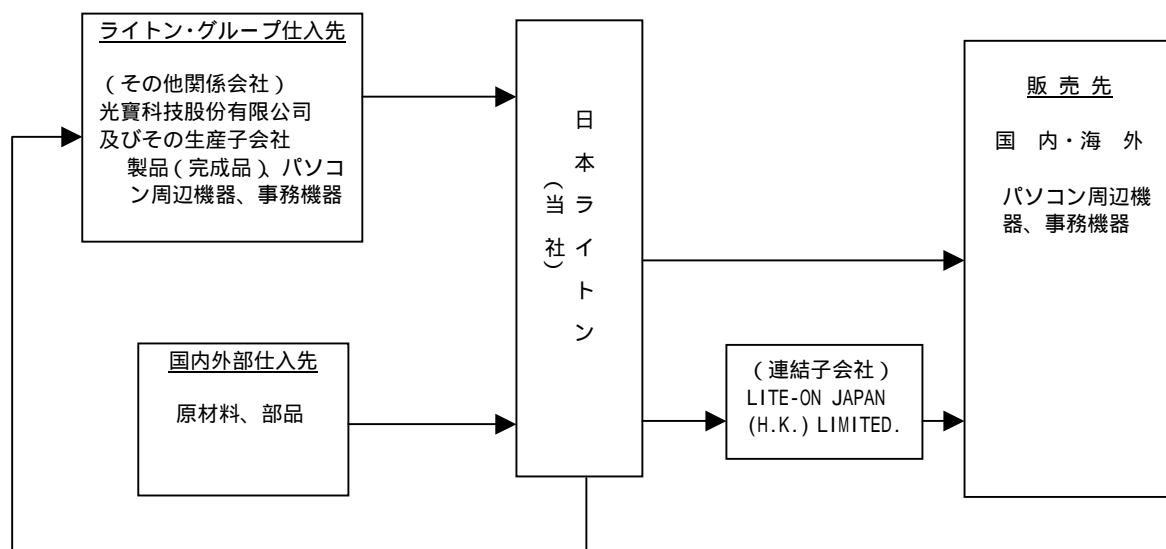 ライトン・グループ仕入先
(その他関係会社)
光寶科技股份有限公司
及びその生産子会社
製品(完成品)、パソコ
ン周辺機器、事務機器
国内外部仕入先
原材料、部品
日本ライトン
(当社)
(連結子会社)
LITE-ON JAPAN
(H.K.) LIMITED.
販 売 先
国 内・海 外
パソコン周辺機
器、事務機器